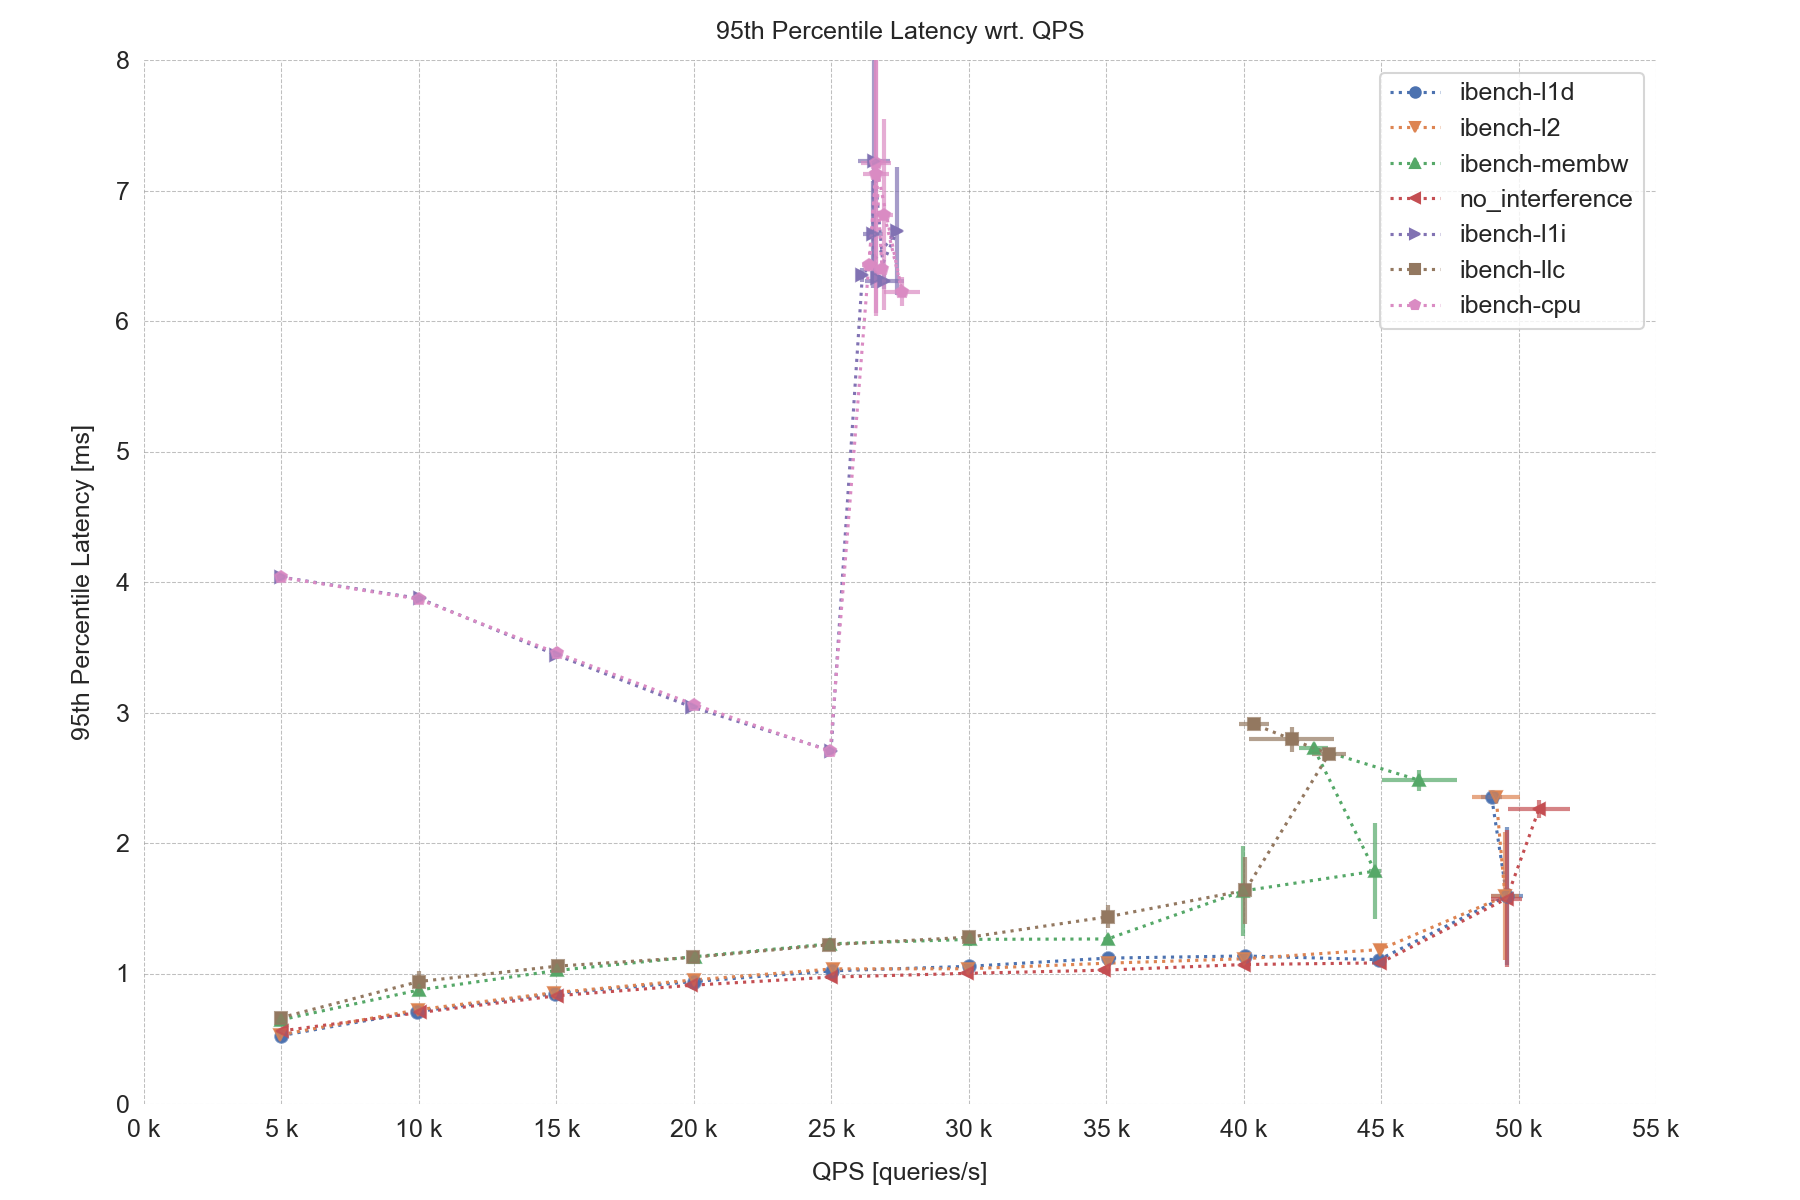 95th Percentile Latency wrt. QPS
8
7
6
5
4
3
2
1
0
95th Percentile Latency [ms]
ibench-l1d
ibench-l2
ibench-membw
no_interference
ibench-l1i
ibench-llc
ibench-cpu
0 k 5 k 10 k 15 k 20 k 25 k 30 k 35 k 40 k 45 k 50 k 55 k
QPS [queries/s]